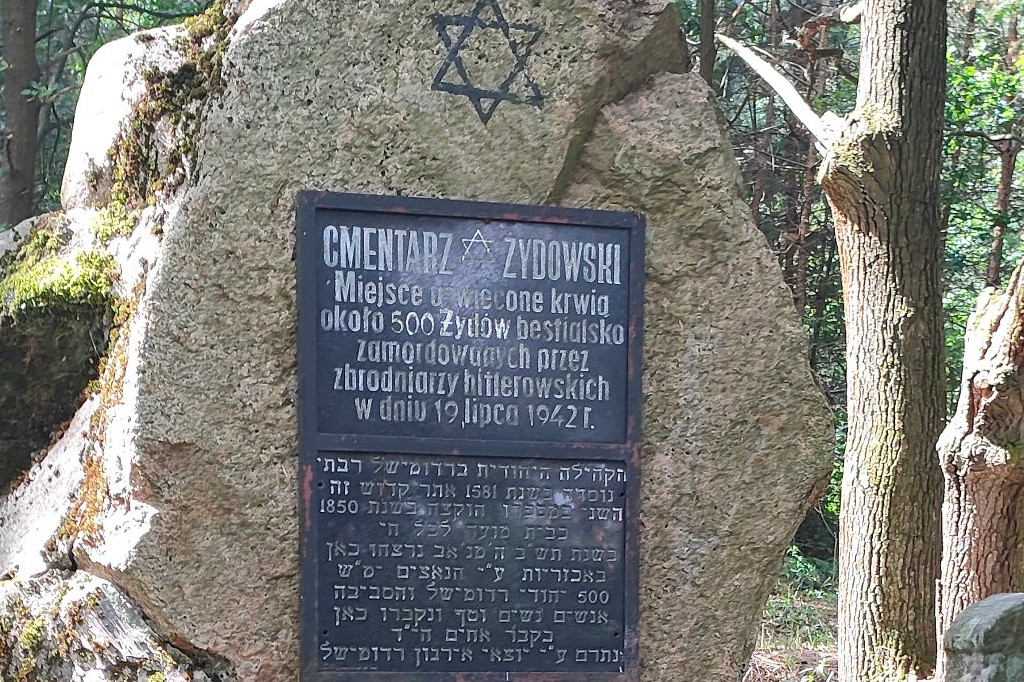 CMENTARZ ŻYDOWSKI
Miejsce uświęcone krwią
około 500 Żydów bestialsko
zamordowanych przez
zbrodniarzy hitlerowskich
w dniu 19 lipca 1942 r.
הקהילה היהודית ברדומישל רבתי
נוסדה בשנת 1581 אתר קדוש זה
השני במספרו הוקצה בשנת 1850
כבית מועד לכל חי
בשנת תש״ב ה׳ מנ׳ אב נרצחו כאן
באכזריות ע״י הנאצים ימ״ש
500 יהודי רדומישל והסביבה
אנשים נשים וטף ונקברו כאן
בקבר אחים הי״ד
נתרם ע״י יוצאי אירגון רדומישל